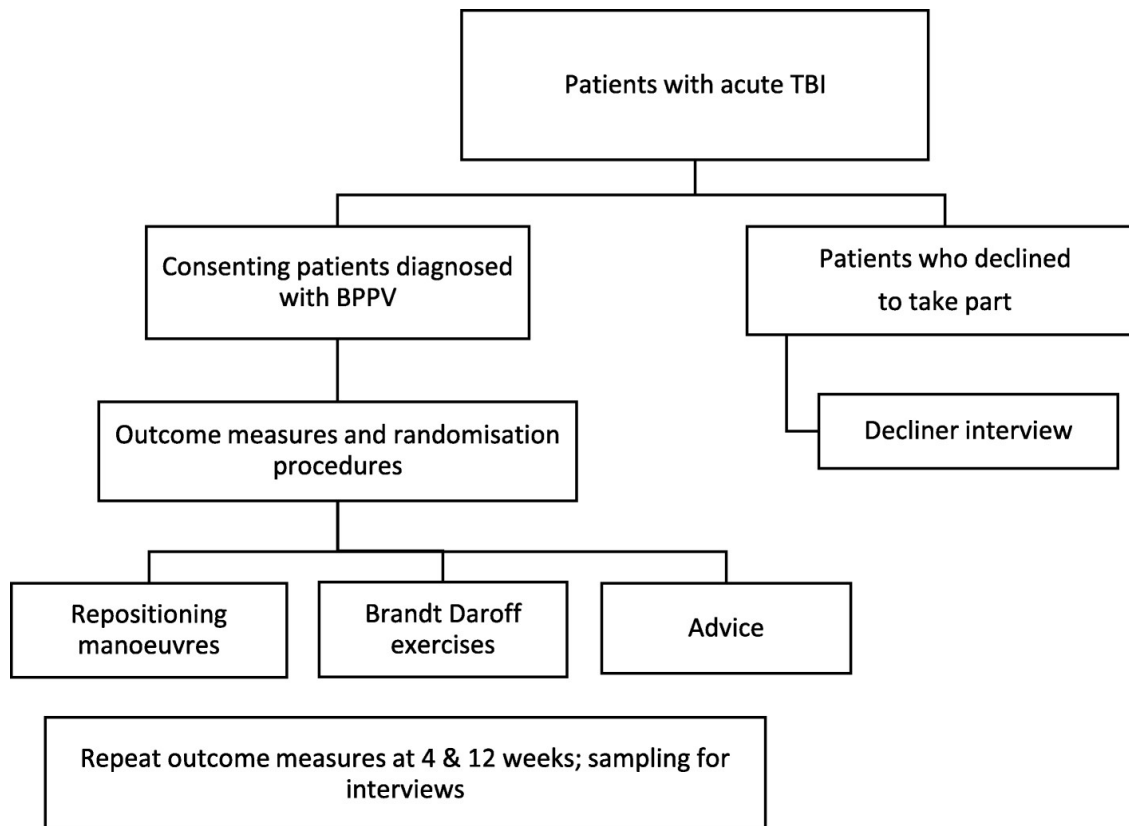 Patients with acute TBI
Consenting patients diagnosed
with BPPV
Patients who declined
to take part
Outcome measures and randomisation
procedures
Decliner interview
Repositioning
manoeuvres
Brandt Daroff
exercises
Advice
Repeat outcome measures at 4 & 12 weeks; sampling for
interviews